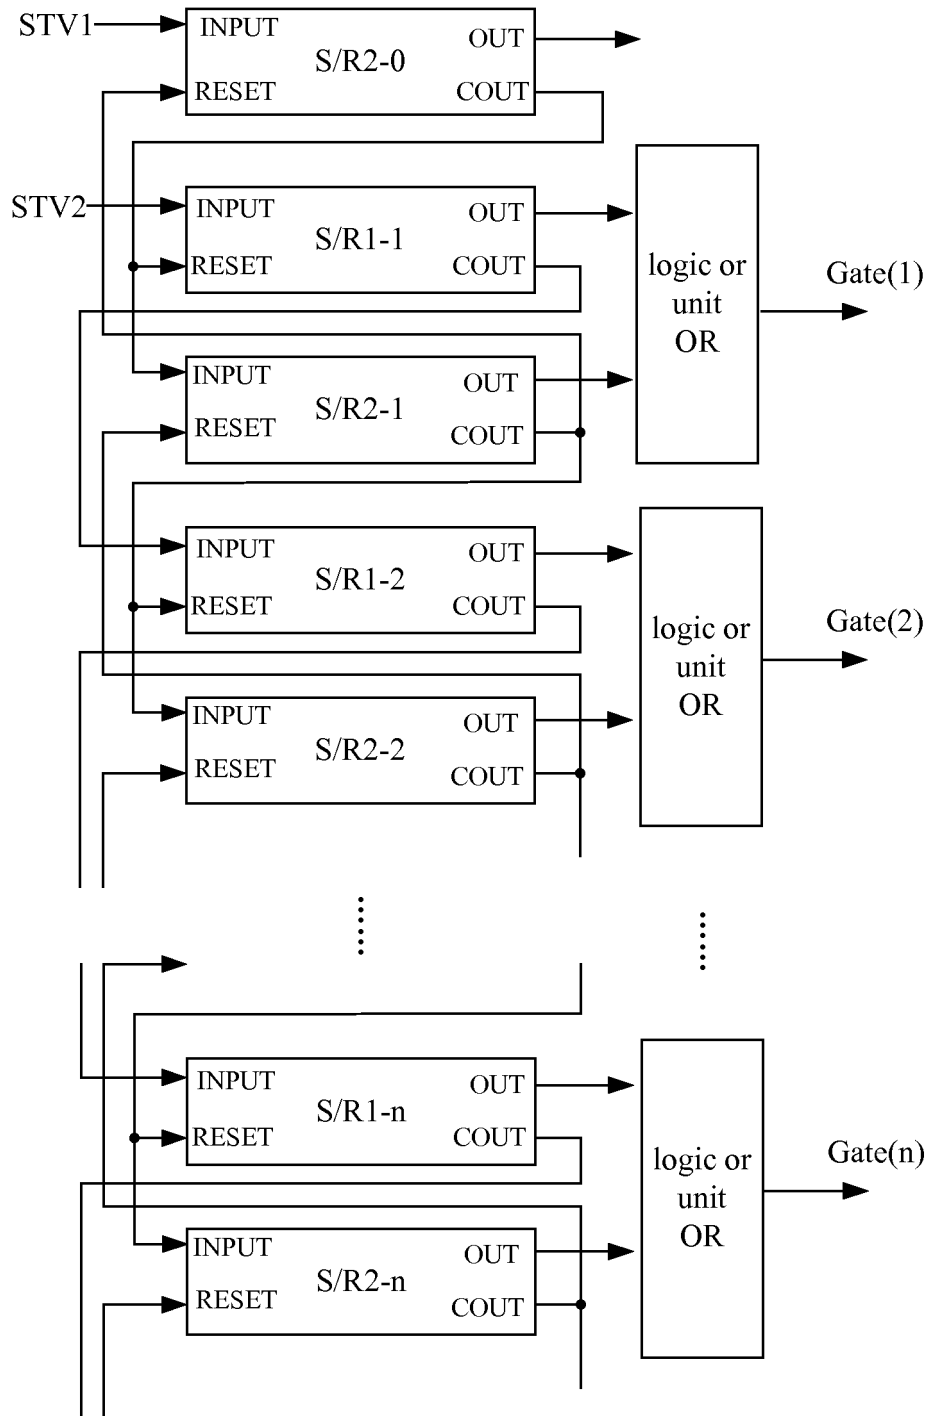 STV1
INPUT
OUT
S/R2-0
RESET
COUT
STV2
INPUT
OUT
S/R1-1
RESET
COUT
logic or
unit
OR
Gate(1)
INPUT
OUT
S/R2-1
RESET
COUT
INPUT
OUT
S/R1-2
RESET
COUT
logic or
unit
OR
Gate(2)
INPUT
OUT
S/R2-2
RESET
COUT
INPUT
OUT
S/R1-n
RESET
COUT
logic or
unit
OR
Gate(n)
INPUT
OUT
S/R2-n
RESET
COUT